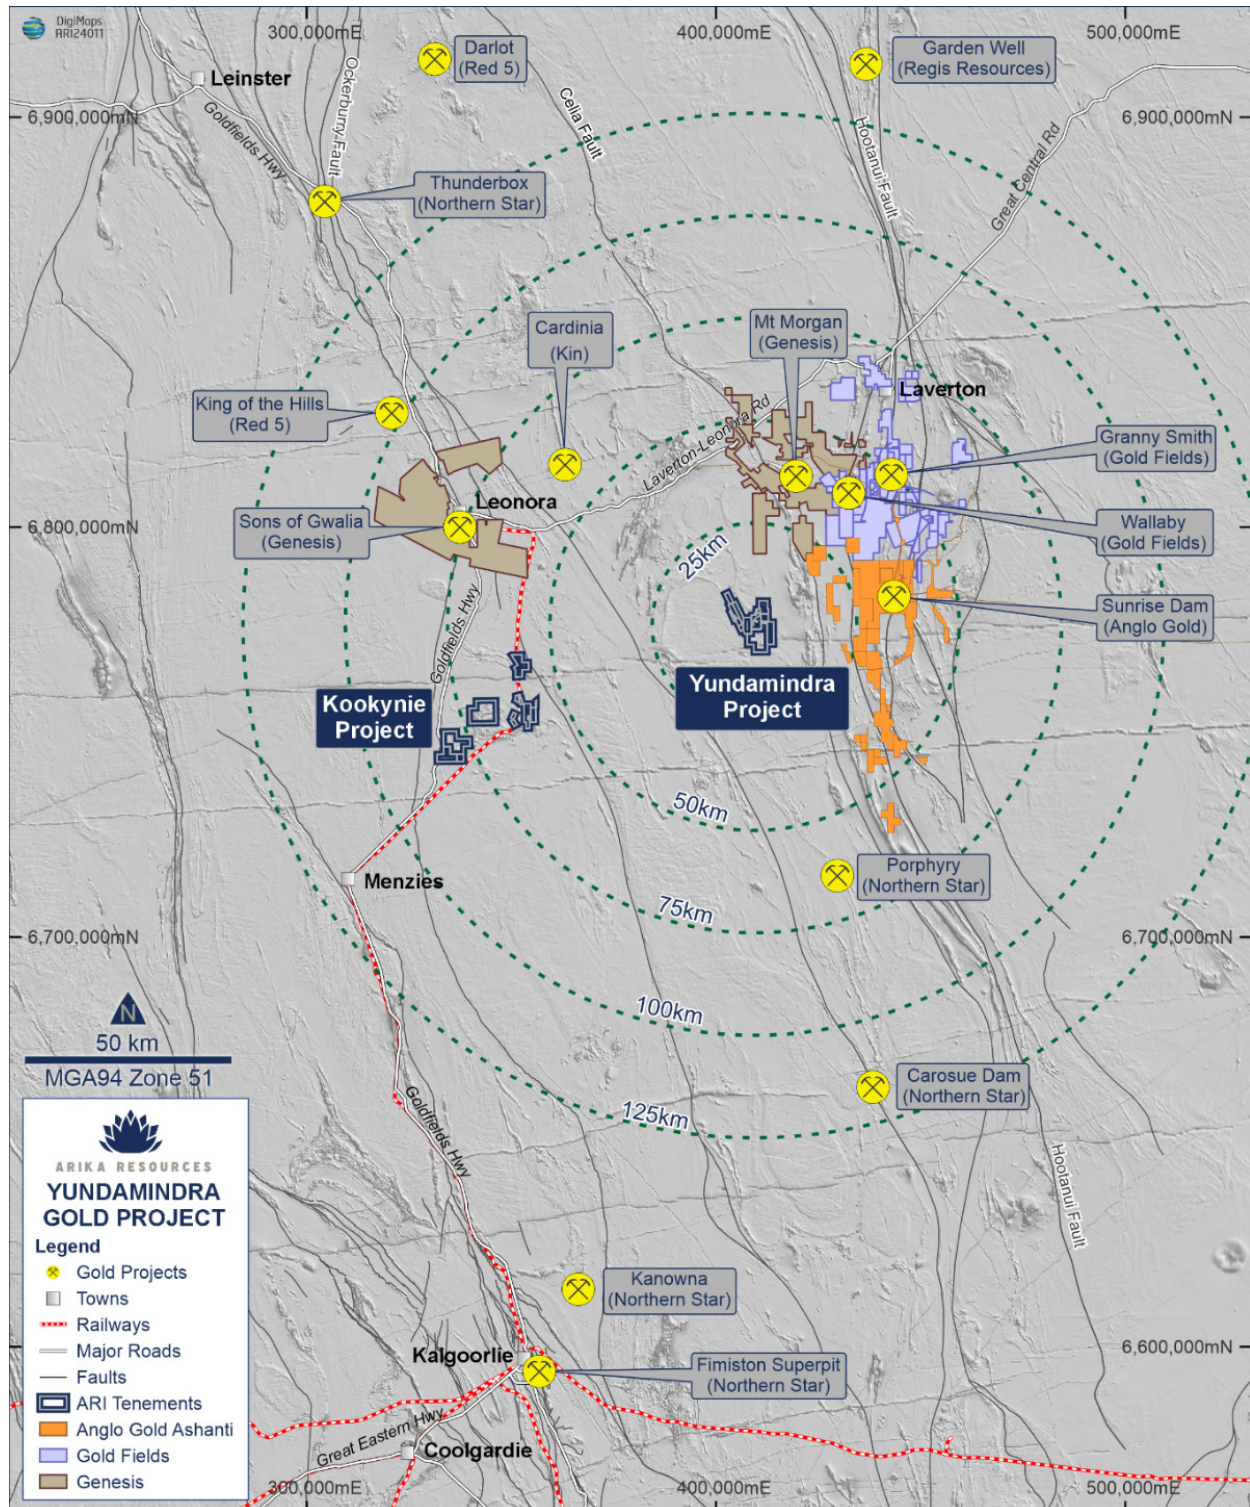 DigiMaps
ARI24011
300,000mE
400,000mE
500,000mE
Darlot
(Red 5)
Garden Well
(Regis Resources)
Leinster
Ockerburry Fault
Goldfields Hwy
Celia Fault
Hootanui Fault
Great Central Rd
6,900,000mN
6,900,000mN
Thunderbox
(Northern Star)
Cardinia
(Kin)
Mt Morgan
(Genesis)
Laverton
King of the Hills
(Red 5)
Laverton-Leonora Rd
Granny Smith
(Gold Fields)
Leonora
Sons of Gwalia
(Genesis)
Wallaby
(Gold Fields)
6,800,000mN
6,800,000mN
25km
Goldfields Hwy
Sunrise Dam
(Anglo Gold)
Kookynie
Project
Yundamindra
Project
50km
Menzies
Porphyry
(Northern Star)
75km
6,700,000mN
6,700,000mN
100km
N
50 km
MGA94 Zone 51
Carosue Dam
(Northern Star)
125km
Goldfields Hwy
Hootanui Fault
ARIKA RESOURCES
YUNDAMINDRA
GOLD PROJECT
Legend
Gold Projects
Towns
Railways
Major Roads
Faults
ARI Tenements
Anglo Gold Ashanti
Gold Fields
Genesis
Kanowna
(Northern Star)
6,600,000mN
Kalgoorlie
Fimiston Superpit
(Northern Star)
Great Eastern Hwy
Coolgardie
300,000mE
400,000mE
500,000mE